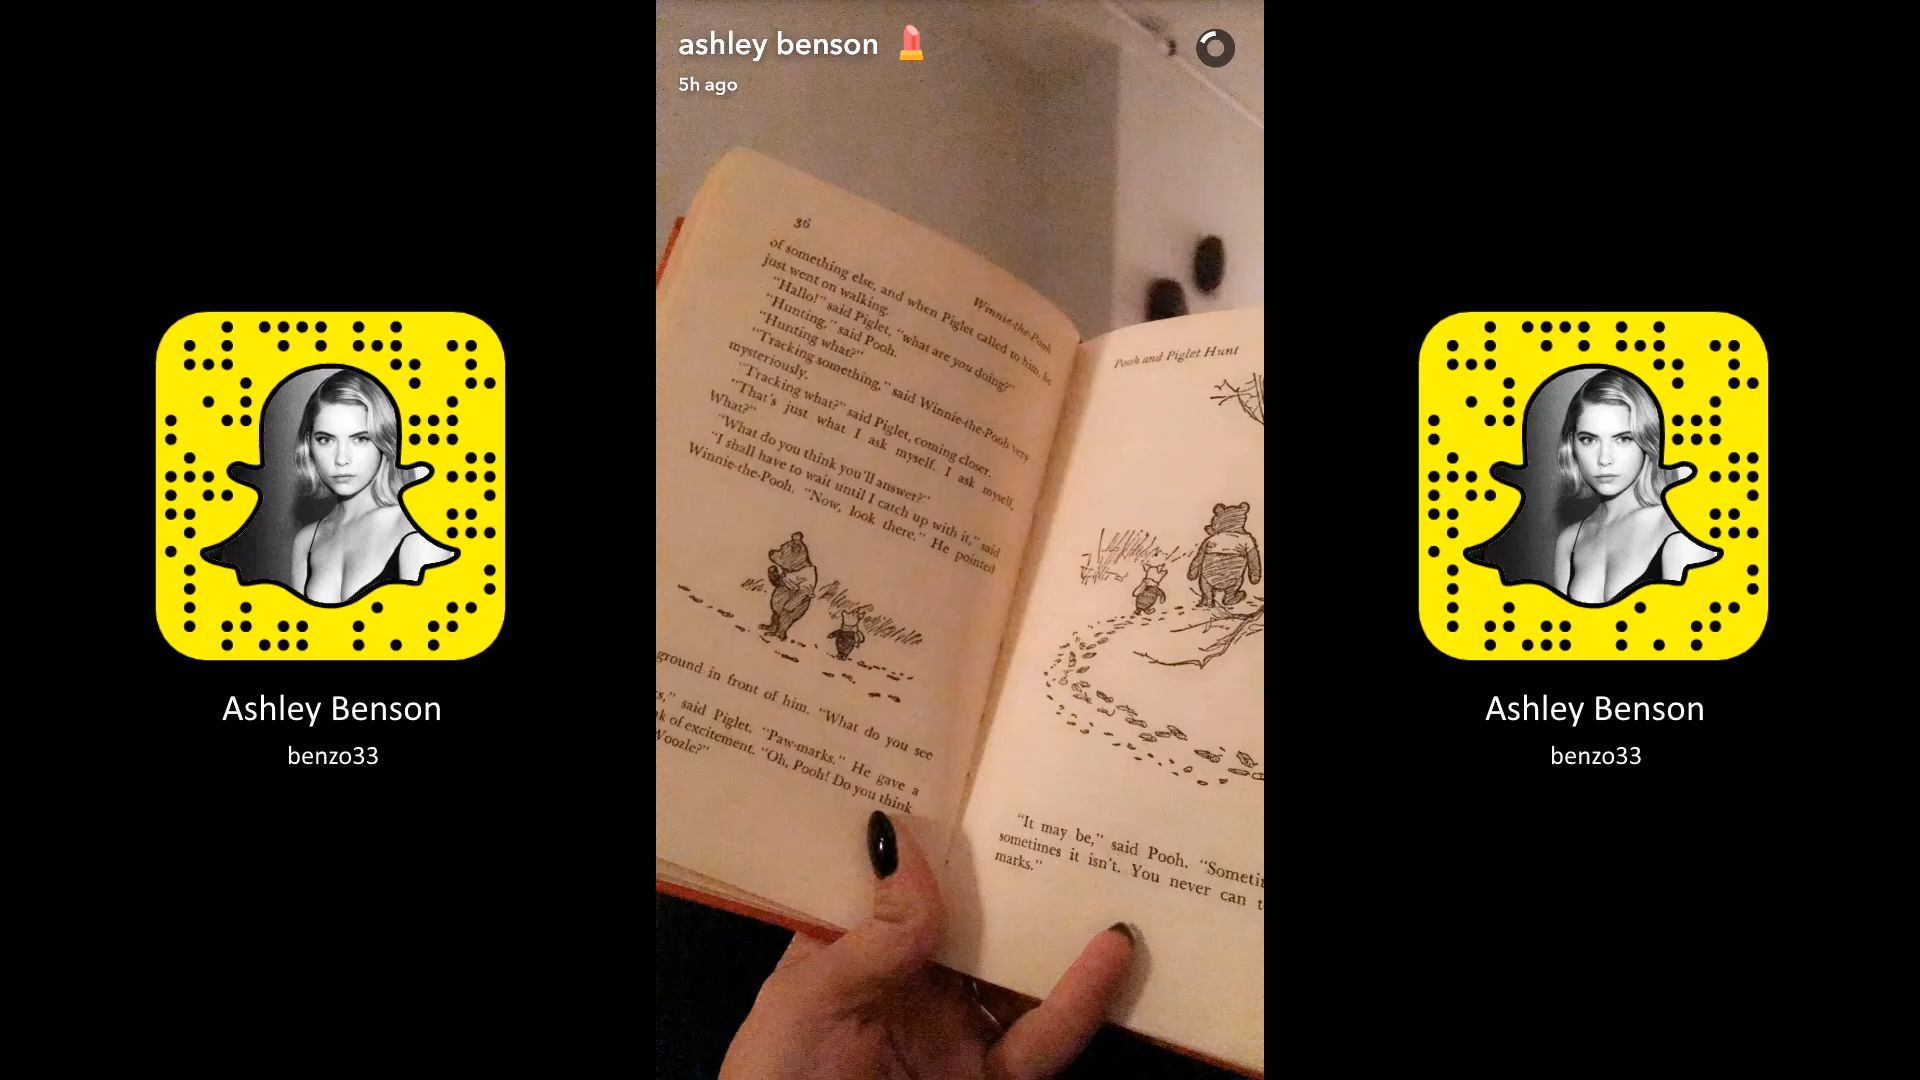 ashley benson
5h ago
36
Winnie-the-Pooh
of something else, and when Piglet called to him, he
just went on walking.
"Hallo!" said Piglet, "what are you doing?"
"Hunting," said Pooh.
"Hunting what?"
"Tracking something," said Winnie-the-Pooh very
mysteriously.
"Tracking what?" said Piglet, coming closer.
"That's just what I ask myself. I ask myself,
What?"
"What do you think you'll answer?"
"I shall have to wait until I catch up with it," said
Winnie-the-Pooh. "Now, look there." He pointed
ground in front of him. "What do you see
said Piglet. "Paw-marks." He gave a
of excitement. "Oh, Pooh! Do you think
Woozle?"
Pooh and Piglet Hunt
"It may be," said Pooh. "Someti
sometimes it isn't. You never can t
marks."
Ashley Benson
benzo33
Ashley Benson
benzo33